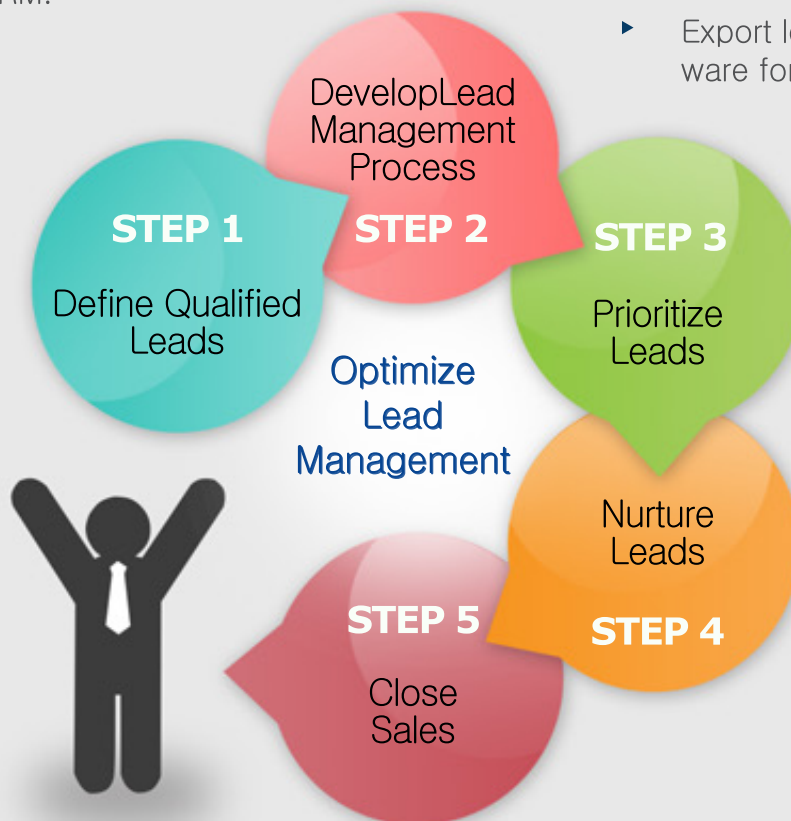 Export
ware for
DevelopLead
Management
Process
STEP 2
STEP 1
Define Qualified
Leads
STEP 3
Prioritize
Leads
Optimize
Lead
Management
Nurture
Leads
STEP 4
STEP 5
Close
Sales